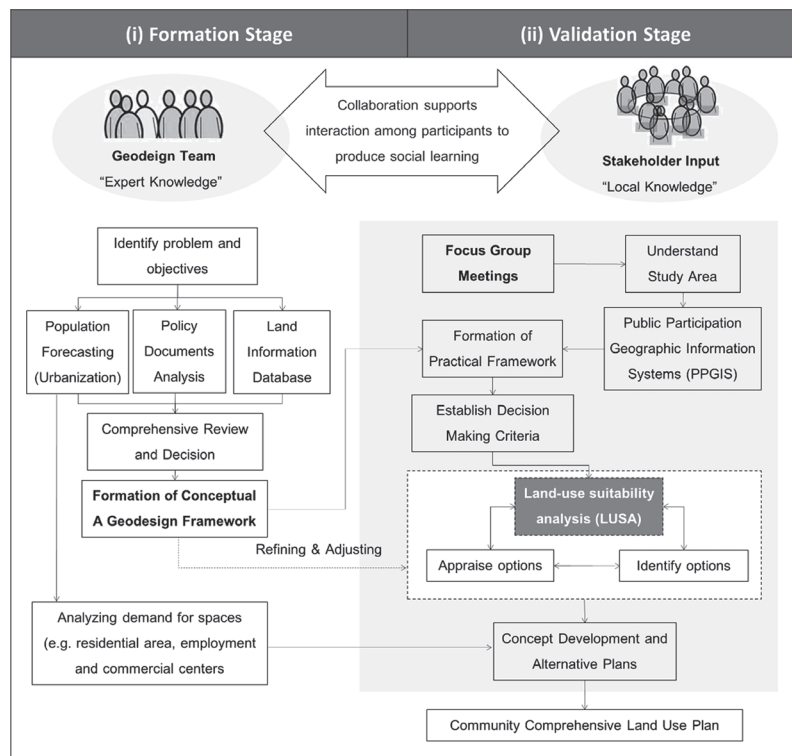 (i) Formation Stage
(ii) Validation Stage
Collaboration supports
interaction among participants to
produce social learning
Geodeign Team
“Expert Knowledge”
Stakeholder Input
“Local Knowledge”
Identify problem and
objectives
Population
Forecasting
(Urbanization)
Policy
Documents
Analysis
Land
Information
Database
Comprehensive Review
and Decision
Formation of Conceptual
A Geodesign Framework
Refining & Adjusting
Analyzing demand for spaces
(e.g. residential area, employment
and commercial centers
Focus Group
Meetings
Understand
Study Area
Public Participation
Geographic Information
Systems (PPGIS)
Formation of
Practical Framework
Establish Decision
Making Criteria
Land-use suitability
analysis (LUSA)
Appraise options
Identify options
Concept Development and
Alternative Plans
Community Comprehensive Land Use Plan